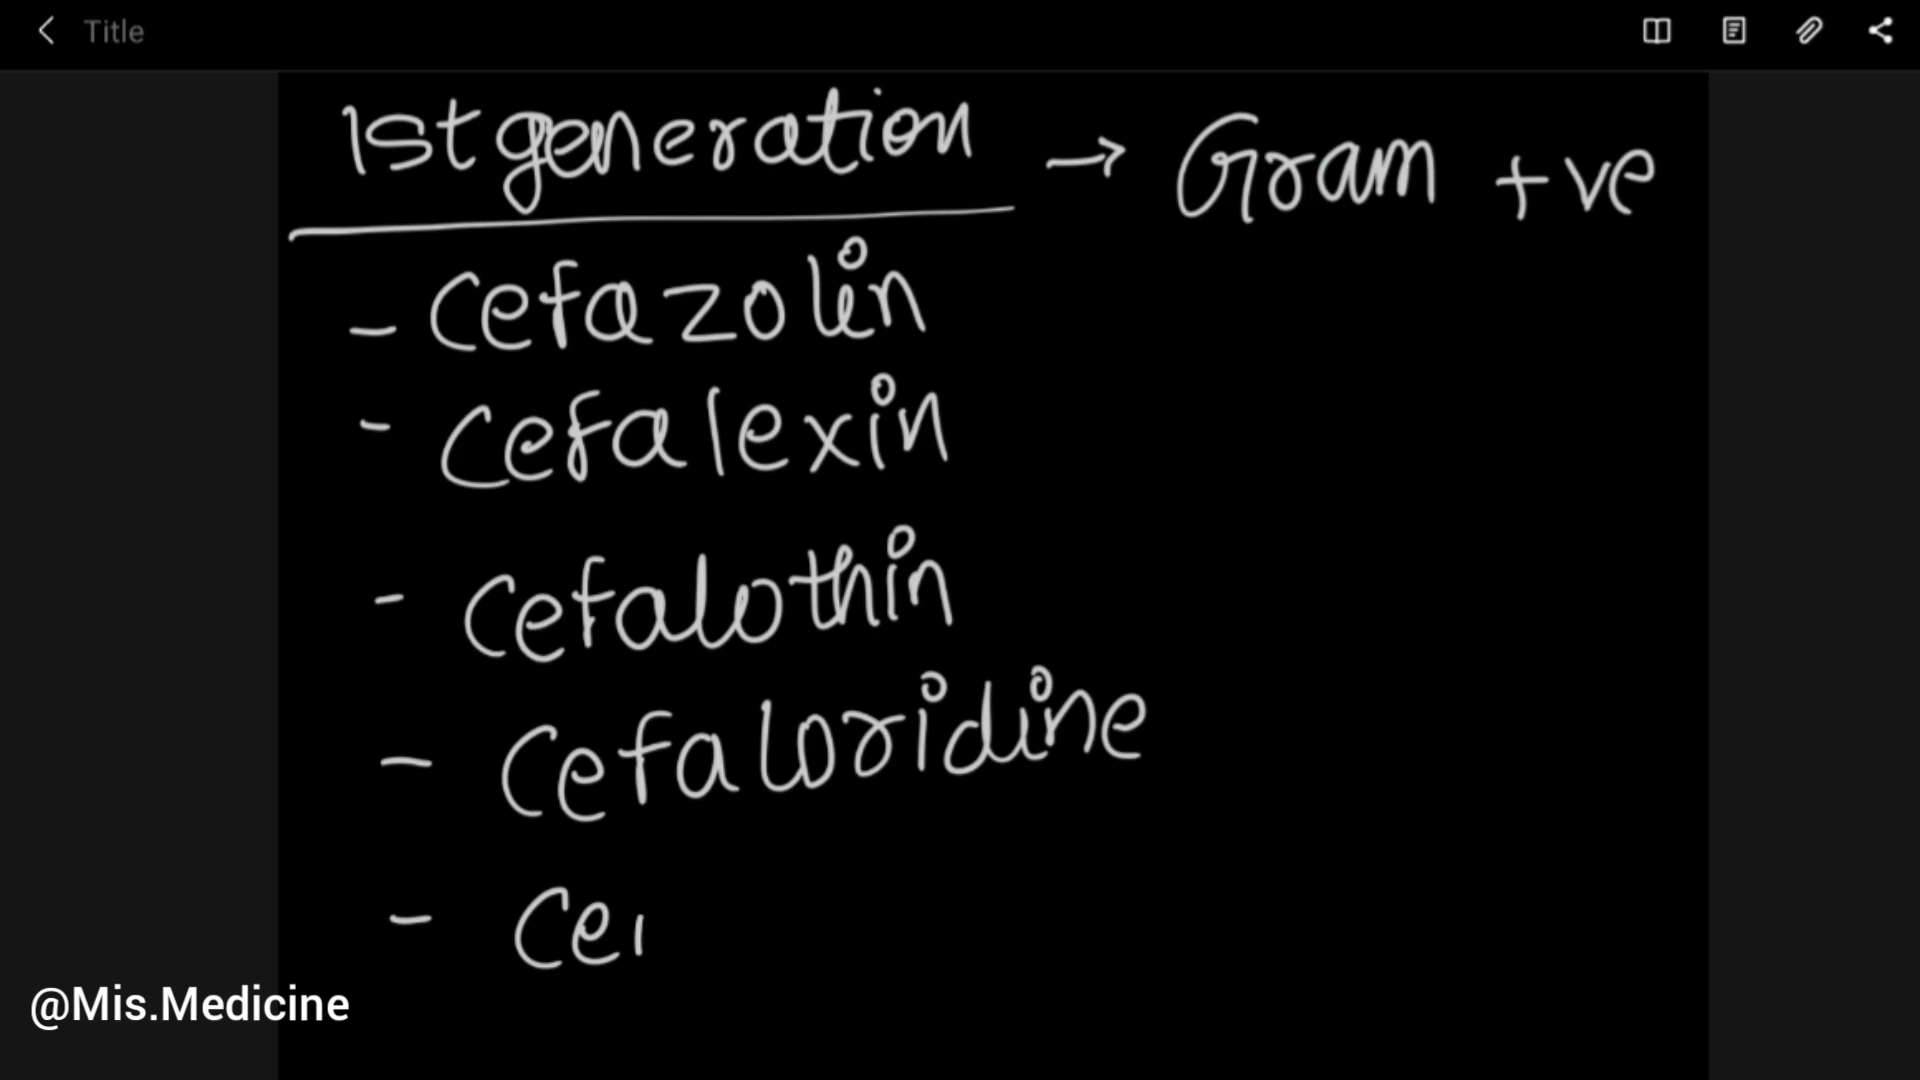 Title
1st generation → Gram +ve
- Cefazolin
- Cefalexin
- Cefalothin
- Cefaloridine
- Ce
@Mis.Medicine